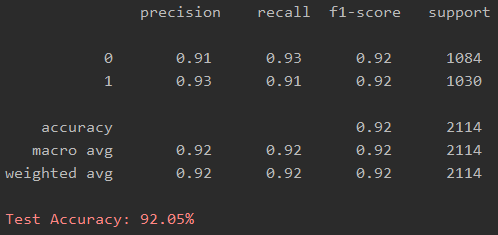 precision recall f1-score support
0 0.91 0.93 0.92 1084
1 0.93 0.91 0.92 1030
accuracy 0.92 2114
macro avg 0.92 0.92 0.92 2114
weighted avg 0.92 0.92 0.92 2114
Test Accuracy: 92.05%